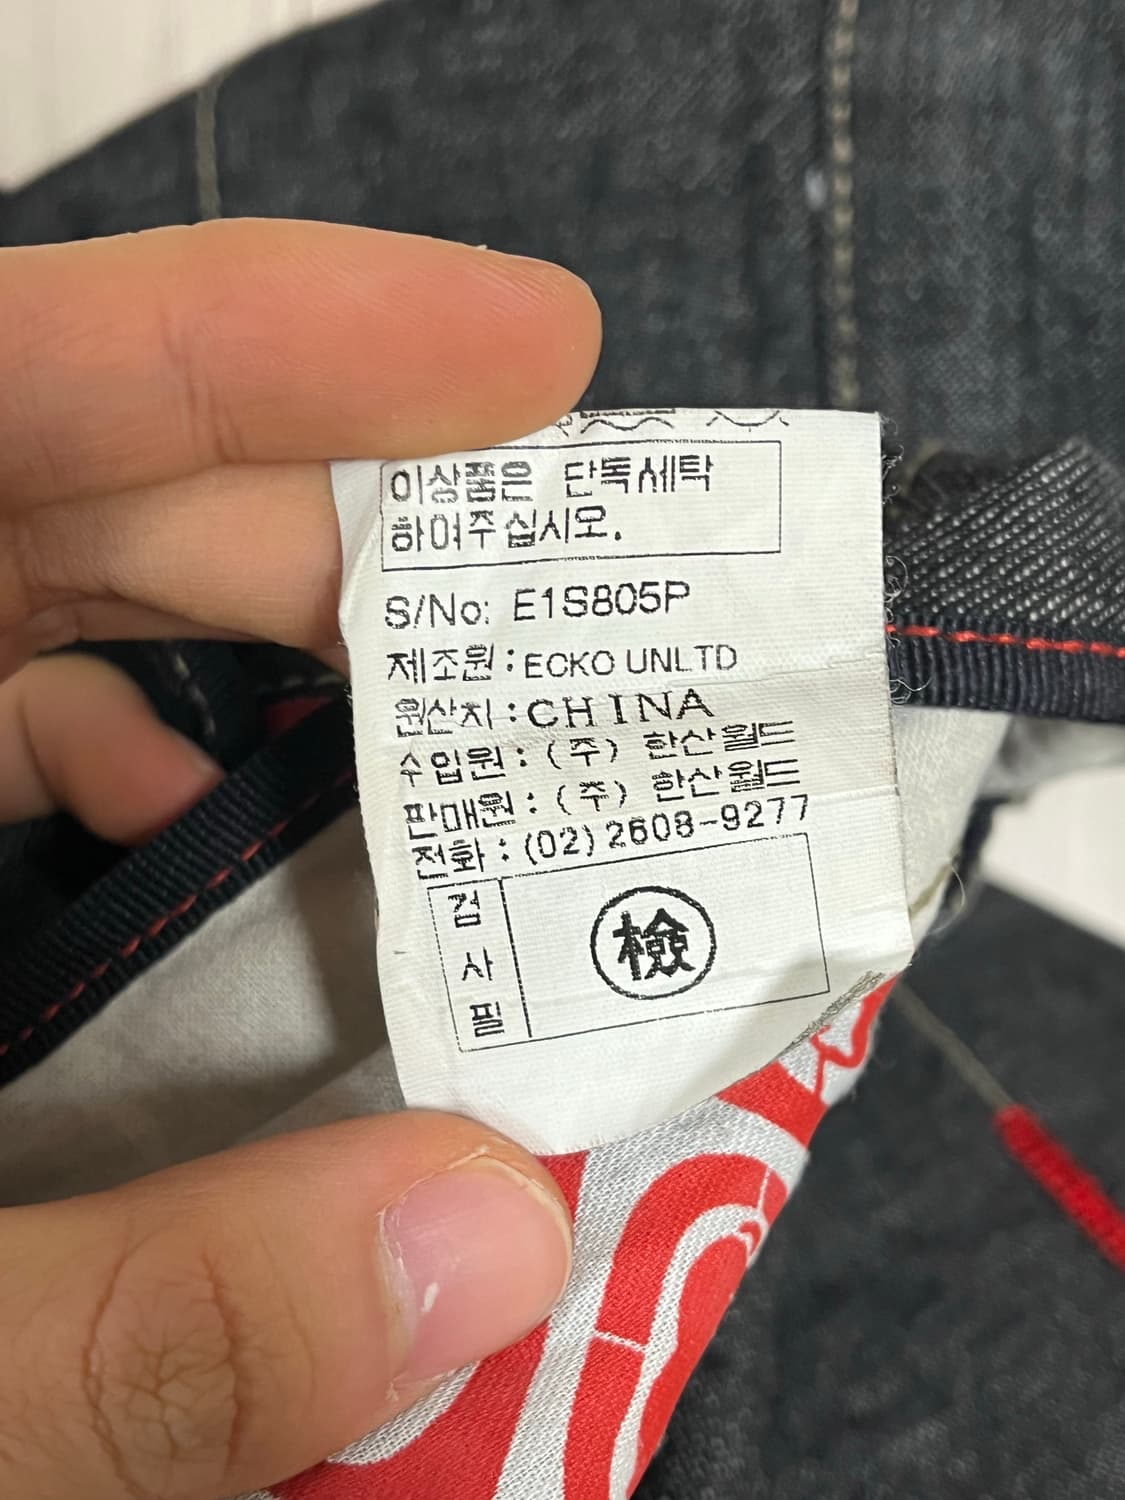 이상품은 단독세탁
하여주십시오.
S/No: E1S805P
제조원 : ECKO UNLTD
원산지 : CHINA
수입원 : (주) 한산월드
판매원 : (주) 한산월드
전화 : (02) 2608-9277
검사필
檢